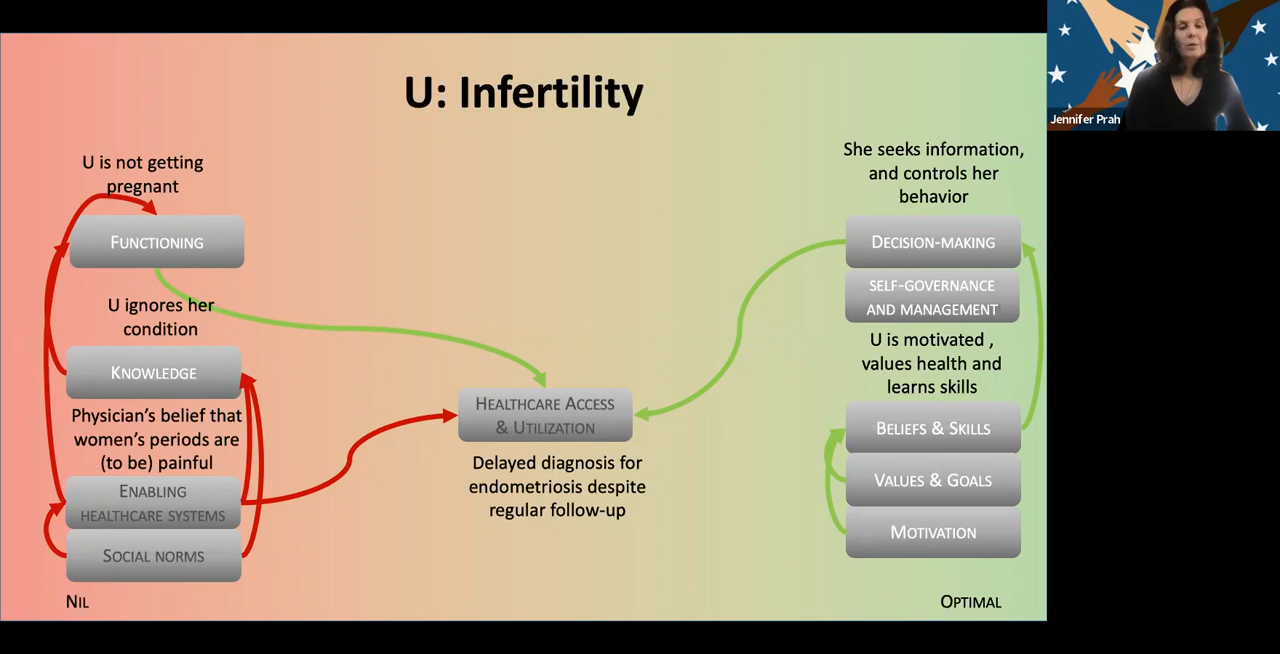 U: Infertility
Jennifer Prah
U is not getting
pregnant
FUNCTIONING
U ignores her
condition
KNOWLEDGE
Physician's belief that
women's periods are
(to be) painful
ENABLING
HEALTHCARE SYSTEMS
SOCIAL NORMS
NIL
HEALTHCARE ACCESS
& UTILIZATION
Delayed diagnosis for
endometriosis despite
regular follow-up
She seeks information,
and controls her
behavior
DECISION-MAKING
SELF-GOVERNANCE
AND MANAGEMENT
U is motivated ,
values health and
learns skills
BELIEFS & SKILLS
VALUES & GOALS
MOTIVATION
OPTIMAL